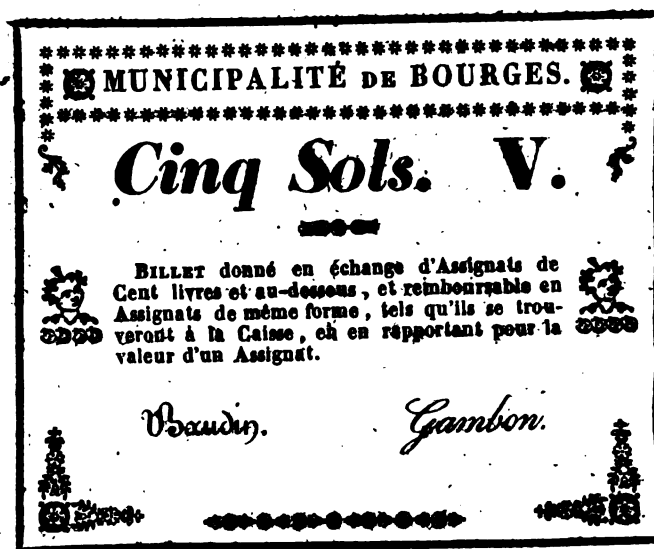 MUNICIPALITÉ DE BOURGES.
Cinq Sols. V.
BILLET donné en échange d'Assignats de
Cent livres et au-dessous, et remboursable en
Assignats de même forme, tels qu'ils se trou-
veront à la Caisse, en en rapportant pour la
valeur d'un Assignat.
Baudin. Gambon.